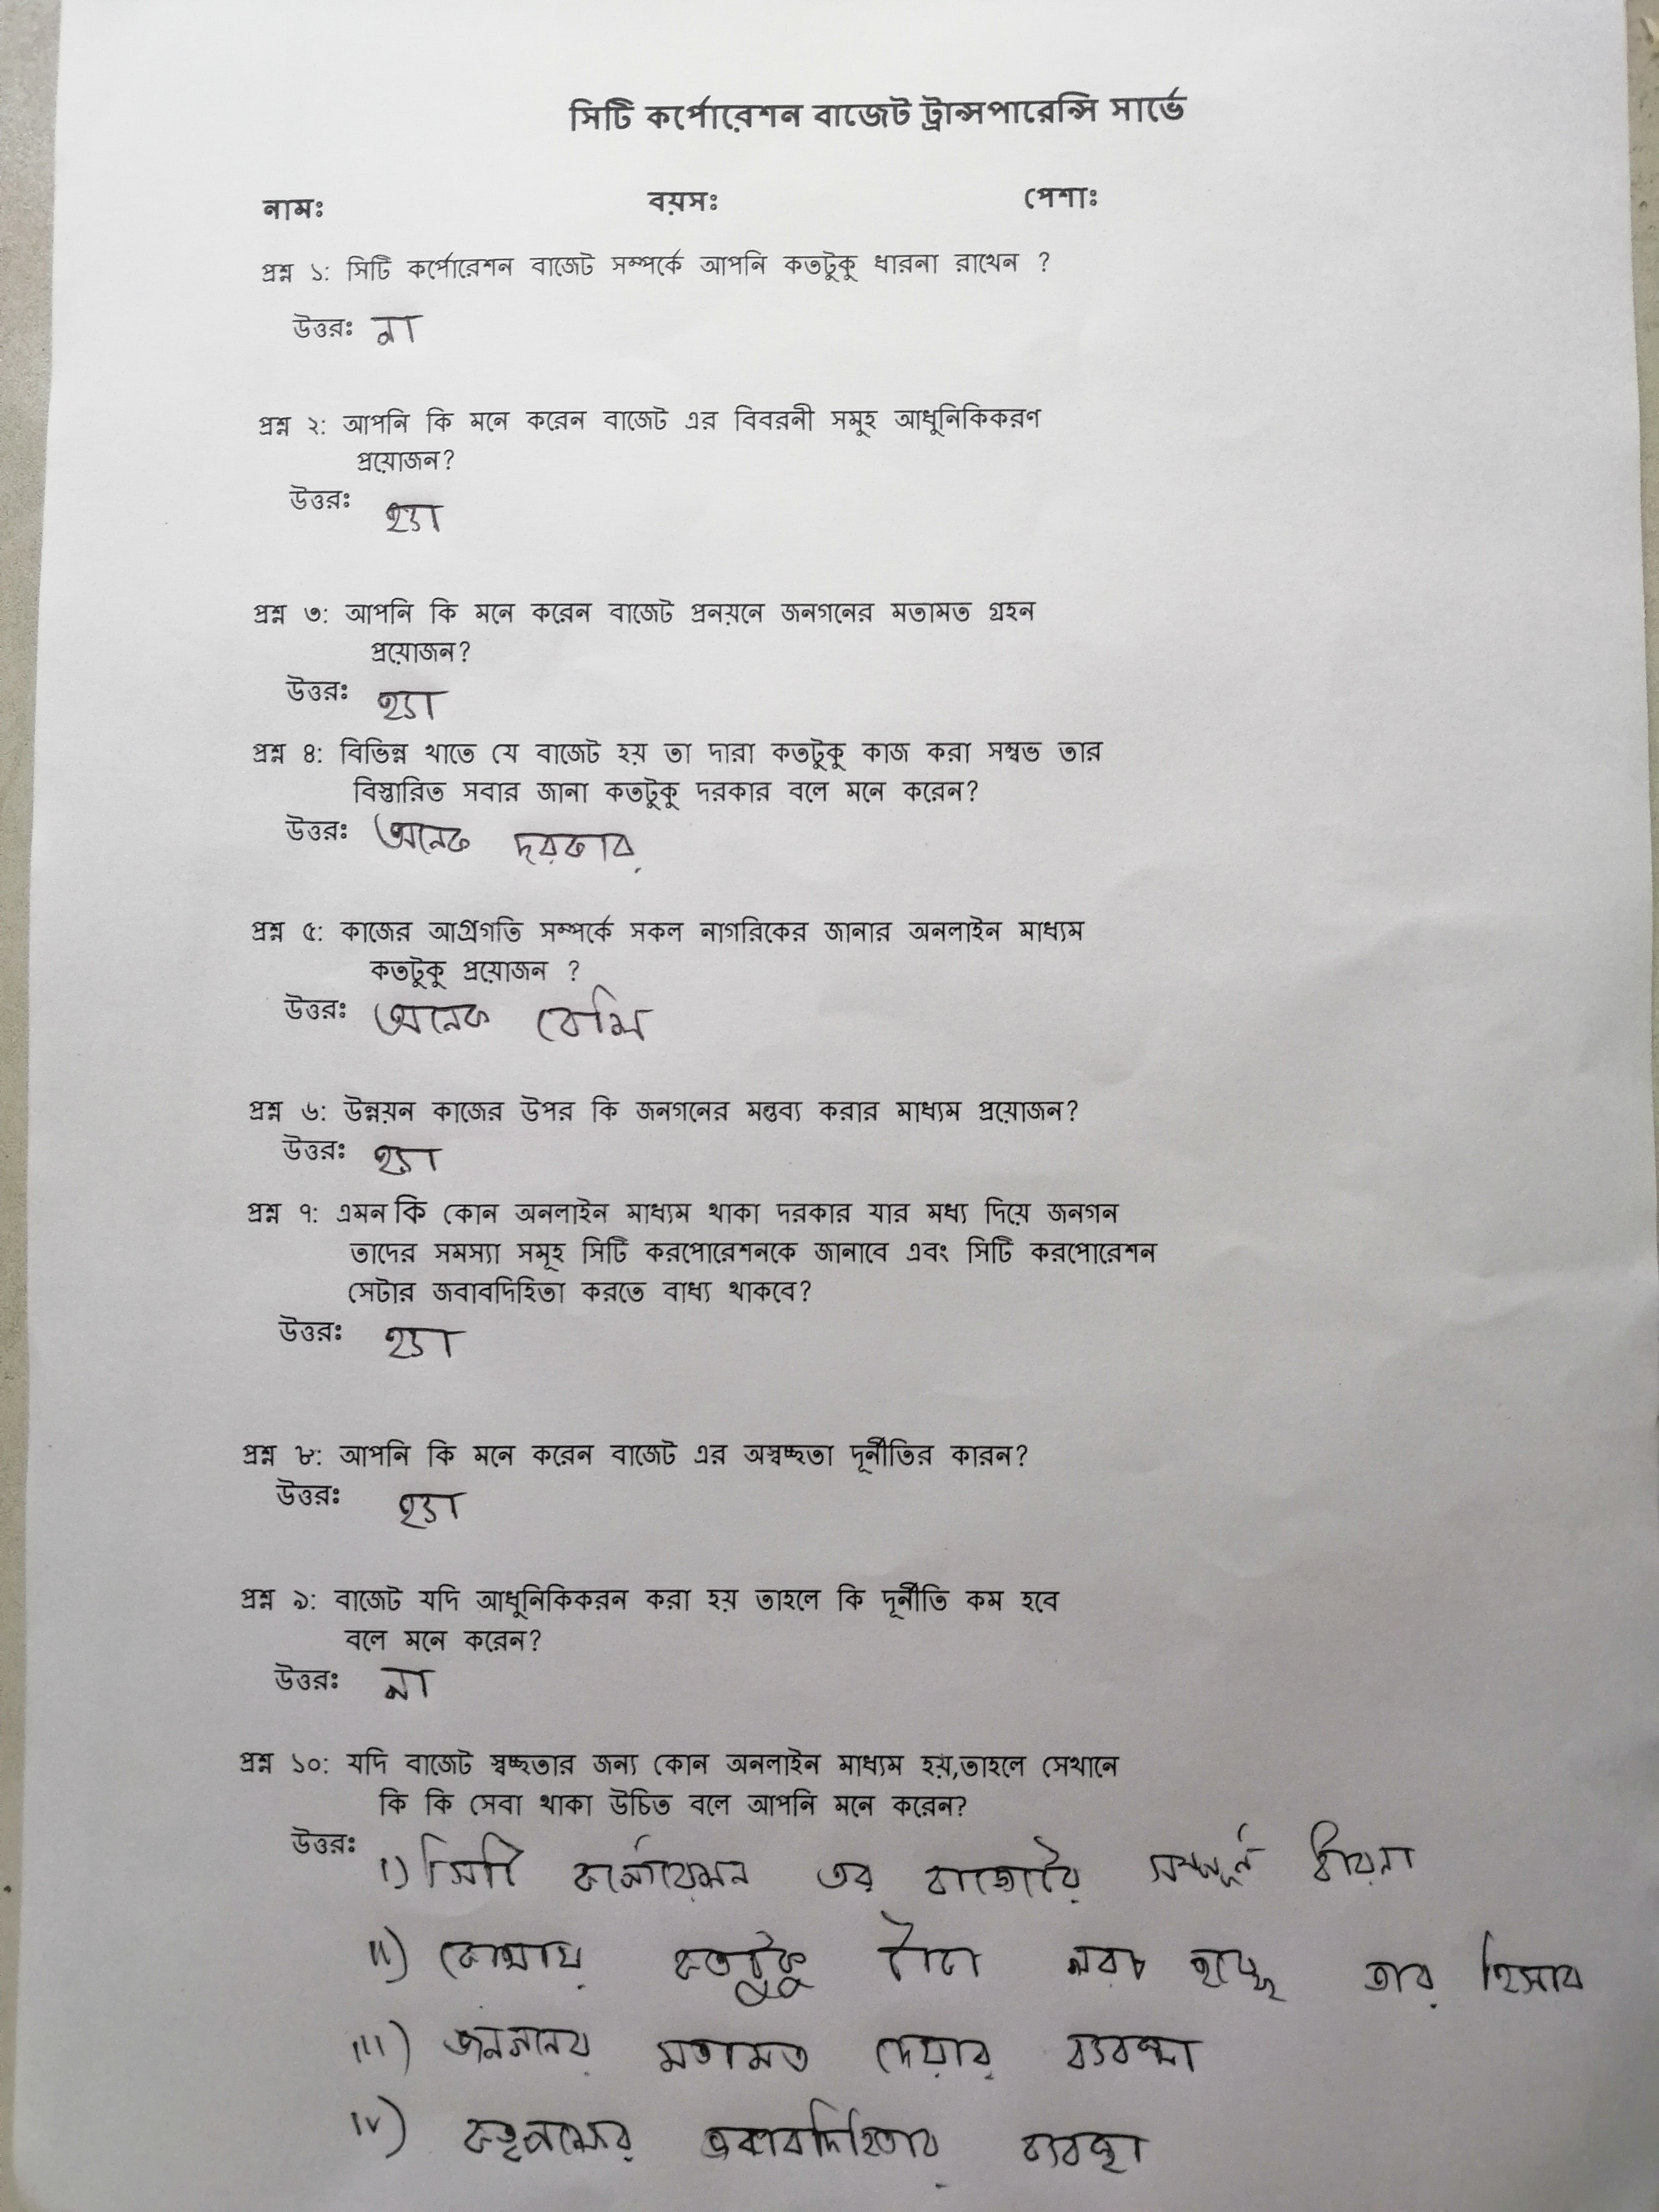 সিটি কর্পোরেশন বাজেট ট্রান্সপারেন্সি সার্ভে
নামঃ বয়সঃ পেশাঃ
প্রশ্ন ১: সিটি কর্পোরেশন বাজেট সম্পর্কে আপনি কতটুকু ধারনা রাখেন ?
উত্তরঃ না
প্রশ্ন ২: আপনি কি মনে করেন বাজেট এর বিবরনী সমুহ আধুনিকিকরণ
প্রয়োজন?
উত্তরঃ হ্যা
প্রশ্ন ৩: আপনি কি মনে করেন বাজেট প্রনয়নে জনগনের মতামত গ্রহন
প্রয়োজন?
উত্তরঃ হ্যা
প্রশ্ন ৪: বিভিন্ন খাতে যে বাজেট হয় তা দারা কতটুকু কাজ করা সম্বভ তার
বিস্তারিত সবার জানা কতটুকু দরকার বলে মনে করেন?
উত্তরঃ অনেক দরকার
প্রশ্ন ৫: কাজের আগ্রগতি সম্পর্কে সকল নাগরিকের জানার অনলাইন মাধ্যম
কতটুকু প্রয়োজন ?
উত্তরঃ অনেক বেশি
প্রশ্ন ৬: উন্নয়ন কাজের উপর কি জনগনের মন্তব্য করার মাধ্যম প্রয়োজন?
উত্তরঃ হ্যা
প্রশ্ন ৭: এমন কি কোন অনলাইন মাধ্যম থাকা দরকার যার মধ্য দিয়ে জনগন
তাদের সমস্যা সমূহ সিটি করপোরেশনকে জানাবে এবং সিটি করপোরেশন
সেটার জবাবদিহিতা করতে বাধ্য থাকবে?
উত্তরঃ হ্যা
প্রশ্ন ৮: আপনি কি মনে করেন বাজেট এর অস্বচ্ছতা দূর্নীতির কারন?
উত্তরঃ হ্যা
প্রশ্ন ৯: বাজেট যদি আধুনিকিকরন করা হয় তাহলে কি দূর্নীতি কম হবে
বলে মনে করেন?
উত্তরঃ না
প্রশ্ন ১০: যদি বাজেট স্বচ্ছতার জন্য কোন অনলাইন মাধ্যম হয়,তাহলে সেখানে
কি কি সেবা থাকা উচিত বলে আপনি মনে করেন?
উত্তরঃ
i) সিটি কর্পোরেশন এর বাজেটের সম্পূর্ন
ii) কোথায় কতটুকু টাকা খরচ হচ্ছে তার হিসাব
iii) জনগনের মতামত দেয়ার ব্যবস্থা
iv) কতৃপক্ষের জবাবদিহিতার ব্যবস্থা